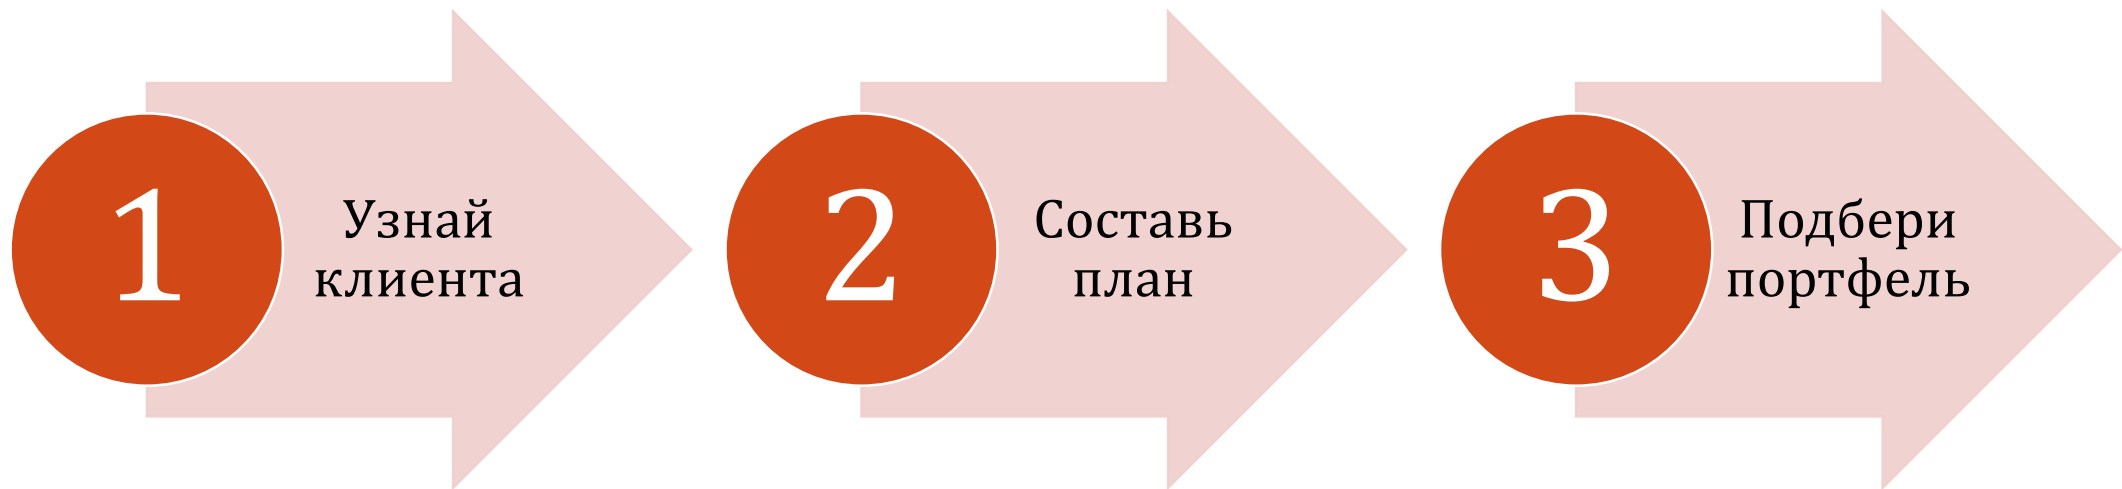 1
Узнай
клиента
2
Составь
план
3
Подбери
портфель